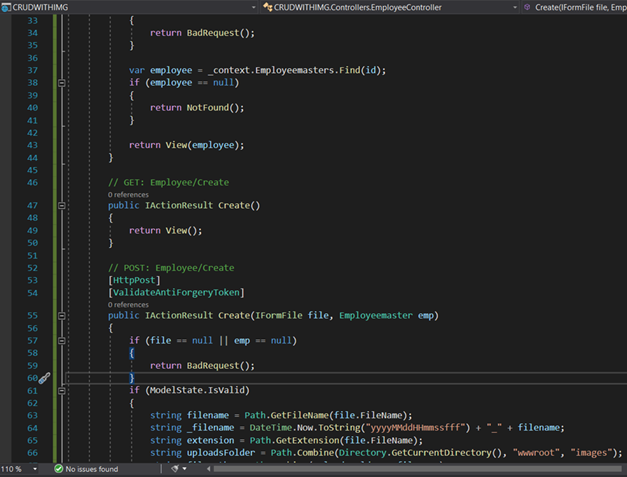 CRUDWITHIMG CRUDWITHIMG.Controllers.EmployeeController Create(IFormFile file, Emp
33 {
34 return BadRequest();
35 }
36
37 var employee = _context.Employeemasters.Find(id);
38 if (employee == null)
39 {
40 return NotFound();
41 }
42
43 return View(employee);
44 }
45
46 // GET: Employee/Create
0 references
47 public IActionResult Create()
48 {
49 return View();
50 }
51
52 // POST: Employee/Create
53 [HttpPost]
54 [ValidateAntiForgeryToken]
0 references
55 public IActionResult Create(IFormFile file, Employeemaster emp)
56 {
57 if (file == null || emp == null)
58 {
59 return BadRequest();
60 }
61 if (ModelState.IsValid)
62 {
63 string filename = Path.GetFileName(file.FileName);
64 string _filename = DateTime.Now.ToString("yyyyMMddHHmmssfff") + "_" + filename;
65 string extension = Path.GetExtension(file.FileName);
66 string uploadsFolder = Path.Combine(Directory.GetCurrentDirectory(), "wwwroot", "images");
110 % No issues found